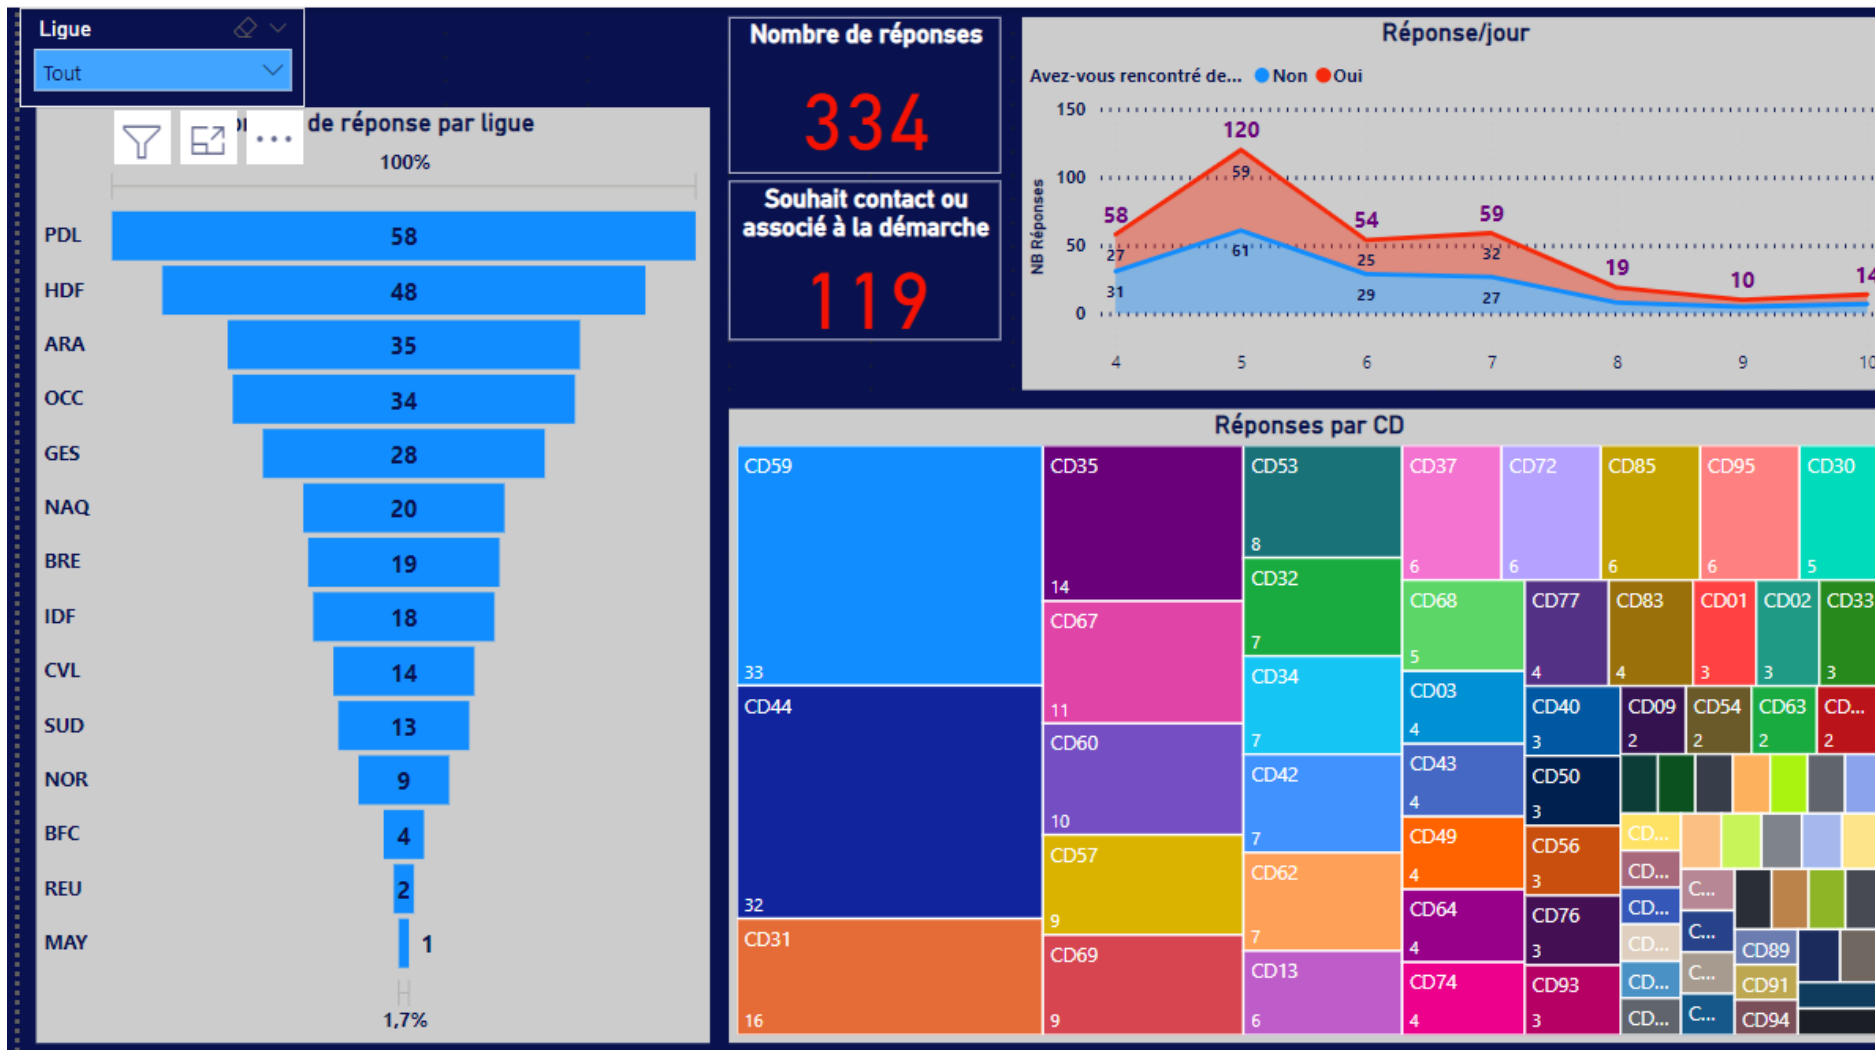 Ligue
Tout
de réponse par ligue
100%
PDL 58
HDF 48
ARA 35
OCC 34
GES 28
NAQ 20
BRE 19
IDF 18
CVL 14
SUD 13
NOR 9
BFC 4
REU 2
MAY 1
1,7%
Nombre de réponses
334
Souhait contact ou
associé à la démarche
119
Réponse/jour
Avez-vous rencontré de... Non Oui
NB Réponses
150
100
50
0
58
27
31
120
59
61
54
25
29
59
32
27
19
10
14
4 5 6 7 8 9 10
Réponses par CD
CD59
33
CD44
32
CD31
16
CD35
14
CD67
11
CD60
10
CD57
9
CD69
9
CD53
8
CD32
7
CD34
7
CD42
7
CD62
7
CD13
6
CD37
6
CD72
6
CD85
6
CD95
6
CD30
5
CD68
5
CD03
4
CD43
4
CD49
4
CD64
4
CD74
4
CD77
4
CD83
4
CD01
3
CD02
3
CD33
3
CD40
3
CD50
3
CD56
3
CD76
3
CD93
3
CD09
2
CD54
2
CD63
2
CD...
2
CD...
CD...
CD...
CD...
CD...
CD...
C...
C...
C...
C...
CD89
CD91
CD94